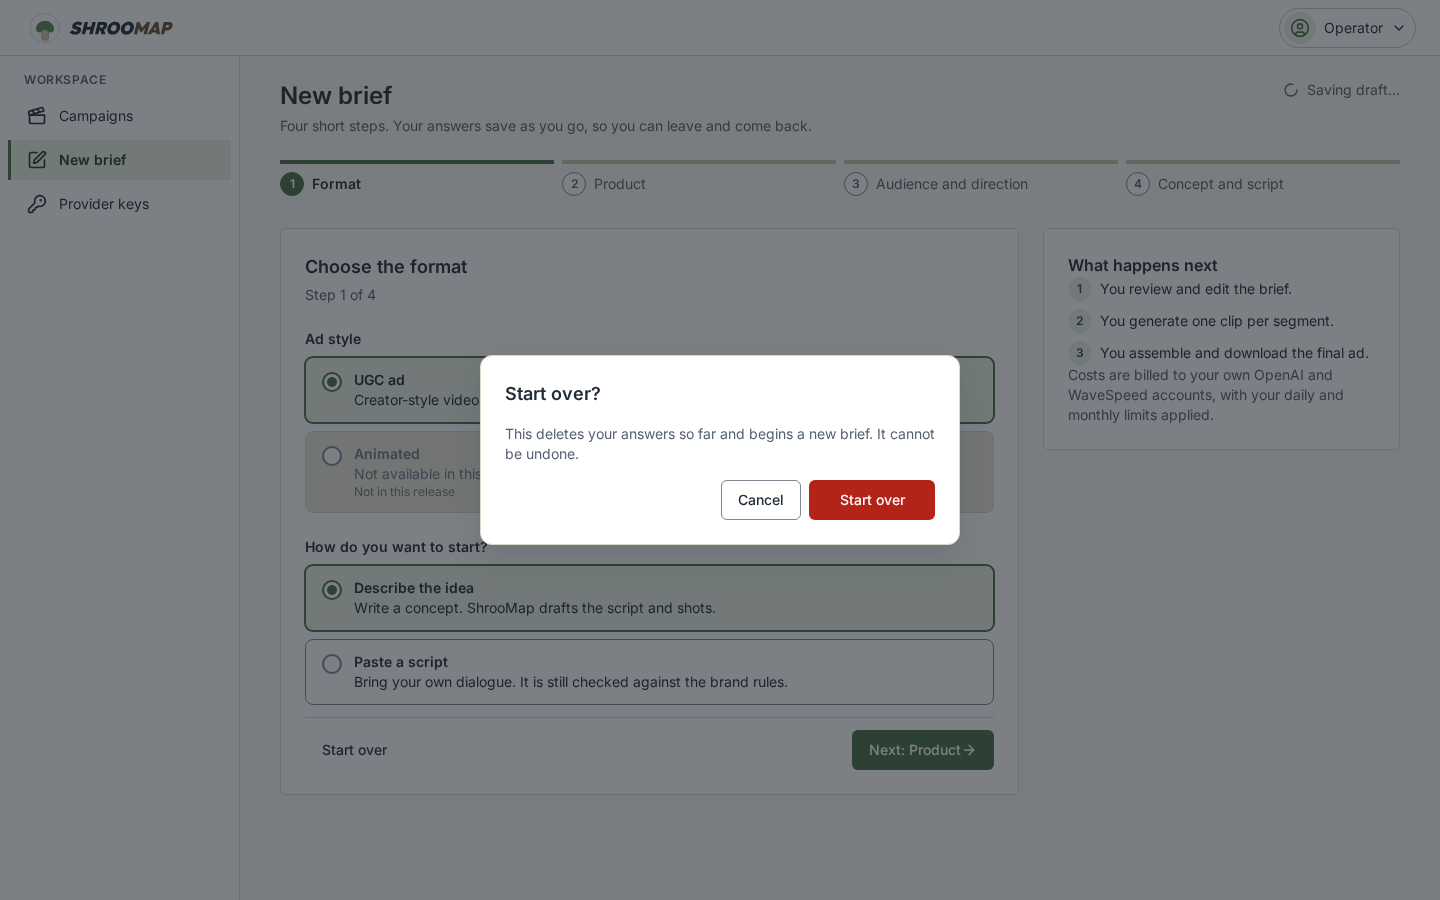 SHROOMAP
Operator
WORKSPACE
Campaigns
New brief
Provider keys
New brief
Saving draft...
Four short steps. Your answers save as you go, so you can leave and come back.
1 Format
2 Product
3 Audience and direction
4 Concept and script
Choose the format
Step 1 of 4
Ad style
UGC ad
Creator-style video
Animated
Not available in this
Not in this release
How do you want to start?
Describe the idea
Write a concept. ShrooMap drafts the script and shots.
Paste a script
Bring your own dialogue. It is still checked against the brand rules.
Start over
Next: Product
What happens next
1 You review and edit the brief.
2 You generate one clip per segment.
3 You assemble and download the final ad.
Costs are billed to your own OpenAI and
WaveSpeed accounts, with your daily and
monthly limits applied.
Start over?
This deletes your answers so far and begins a new brief. It cannot
be undone.
Cancel
Start over